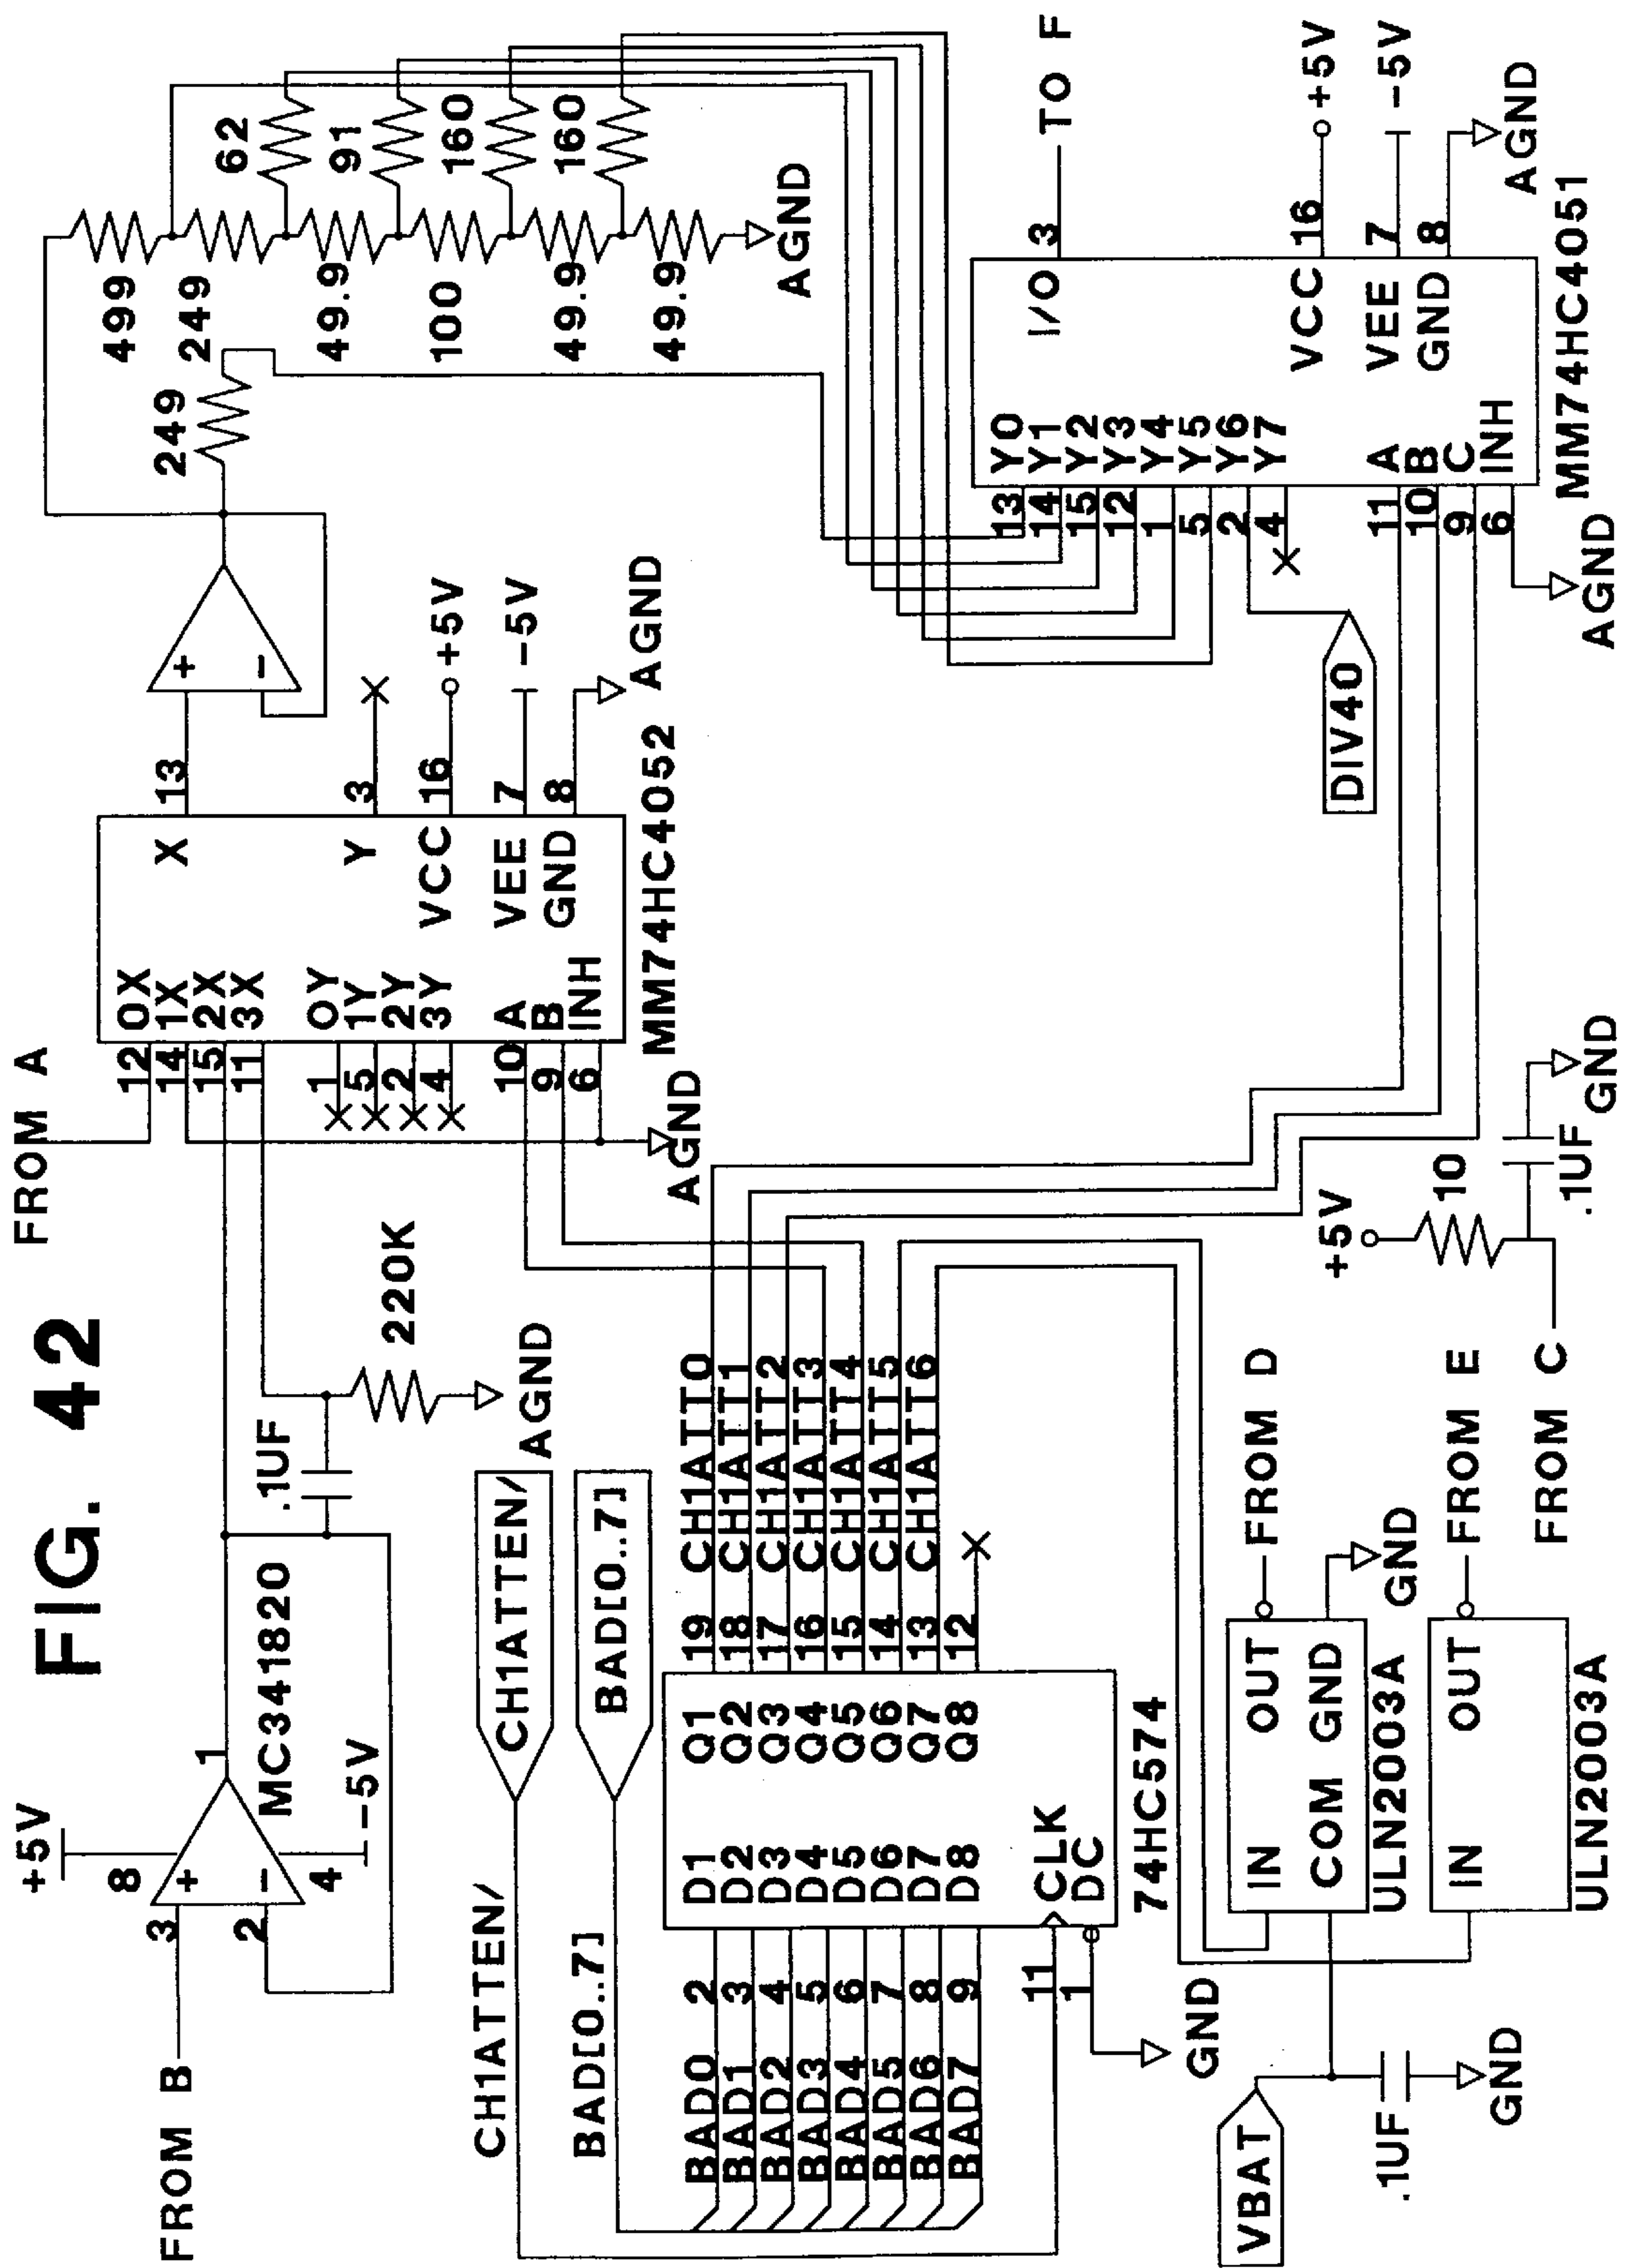 FIG. 42
FROM B
+5V
8
3
+
2
-
4
-5V
1
MC341820
.1UF
220K
AGND
FROM A
12 0X
14 1X
15 2X
11 3X
1 0Y
5 1Y
2 2Y
4 3Y
10 A
9 B
6 INH
X 13
Y 3
VCC 16 +5V
VEE 7 -5V
GND 8 AGND
MM74HC4052
AGND
+
-
249
499
249
49.9
100
49.9
49.9
62
91
160
160
AGND
CH1ATTEN/
CH1ATTEN/
BAD[0..7]
BAD[0..7]
BAD0 2 D1 Q1 19 CH1ATT0
BAD1 3 D2 Q2 18 CH1ATT1
BAD2 4 D3 Q3 17 CH1ATT2
BAD3 5 D4 Q4 16 CH1ATT3
BAD4 6 D5 Q5 15 CH1ATT4
BAD5 7 D6 Q6 14 CH1ATT5
BAD6 8 D7 Q7 13 CH1ATT6
BAD7 9 D8 Q8 12
11 CLK
1 DC
GND
74HC574
13 Y0
14 Y1
15 Y2
12 Y3
1 Y4
5 Y5
2 Y6
4 Y7
11 A
10 B
9 C
6 INH
I/O 3 TO F
VCC 16 +5V
VEE 7 -5V
GND 8 AGND
MM74HC4051
AGND
DIV40
VBAT
.1UF
GND
IN OUT FROM D
COM GND
GND
ULN2003A
IN OUT FROM E
ULN2003A
FROM C
+5V
10
.1UF
GND